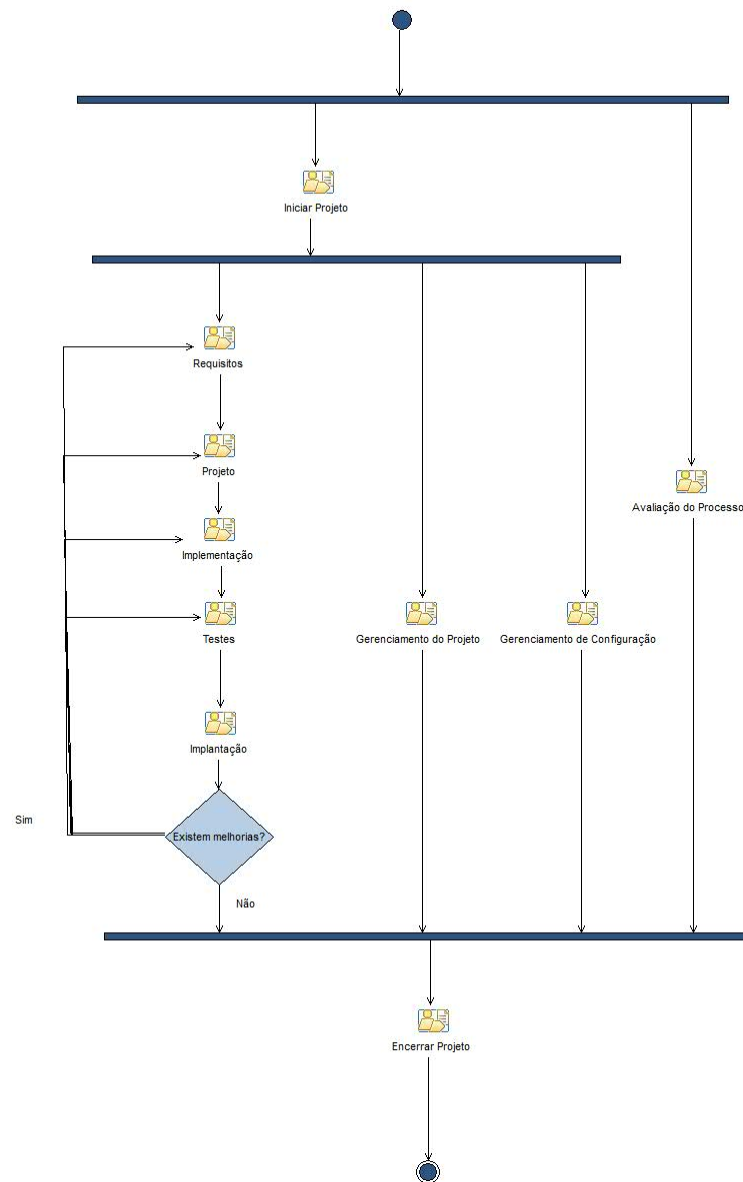 Iniciar Projeto
Requisitos
Projeto
Avaliação do Processo
Implementação
Testes
Gerenciamento do Projeto
Gerenciamento de Configuração
Implantação
Sim
Existem melhorias?
Não
Encerrar Projeto